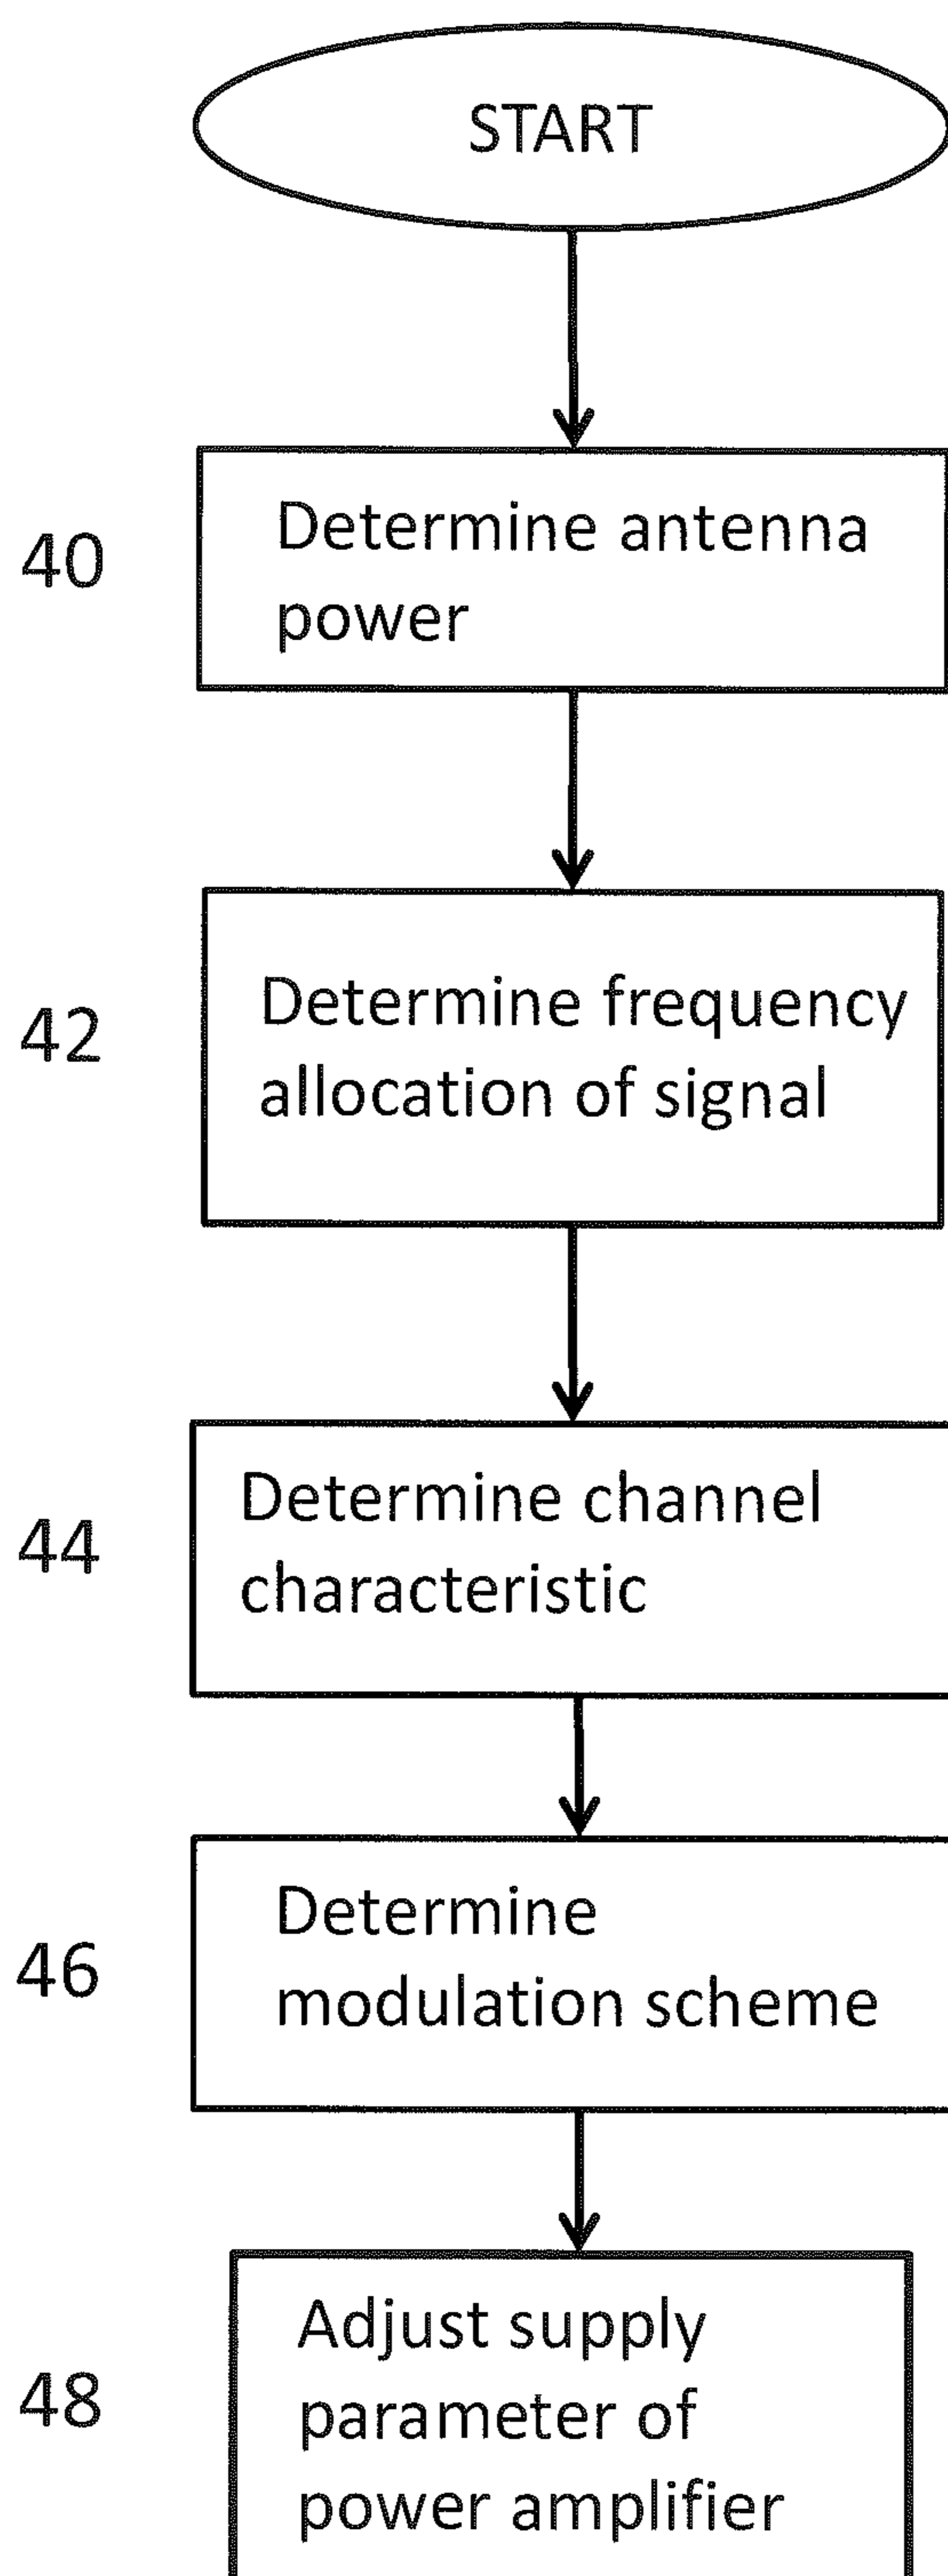 START
40
Determine antenna
power
42
Determine frequency
allocation of signal
44
Determine channel
characteristic
46
Determine
modulation scheme
48
Adjust supply
parameter of
power amplifier